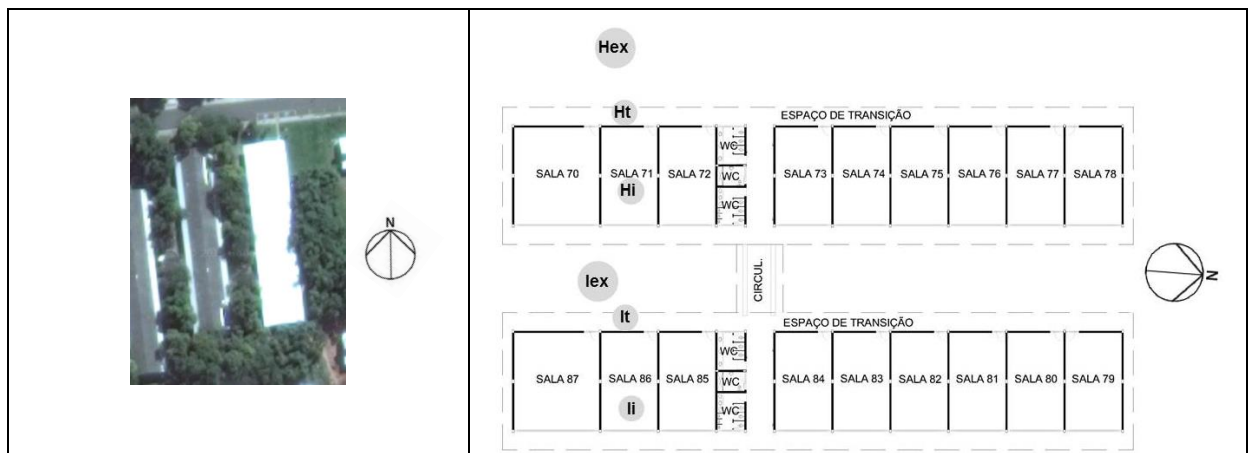 N
Hex
Ht
ESPAÇO DE TRANSIÇÃO
WC
SALA 70
SALA 71
SALA 72
WC
SALA 73
SALA 74
SALA 75
SALA 76
SALA 77
SALA 78
Hi
WC
N
Iex
CIRCUL.
It
ESPAÇO DE TRANSIÇÃO
WC
SALA 87
SALA 86
SALA 85
WC
SALA 84
SALA 83
SALA 82
SALA 81
SALA 80
SALA 79
Ii
WC